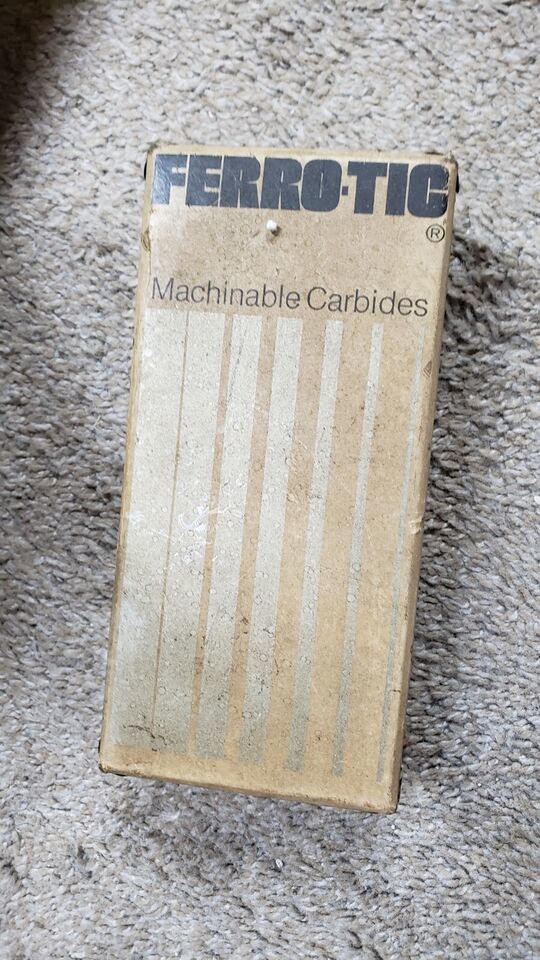 FERRO-TIC
®
Machinable Carbides